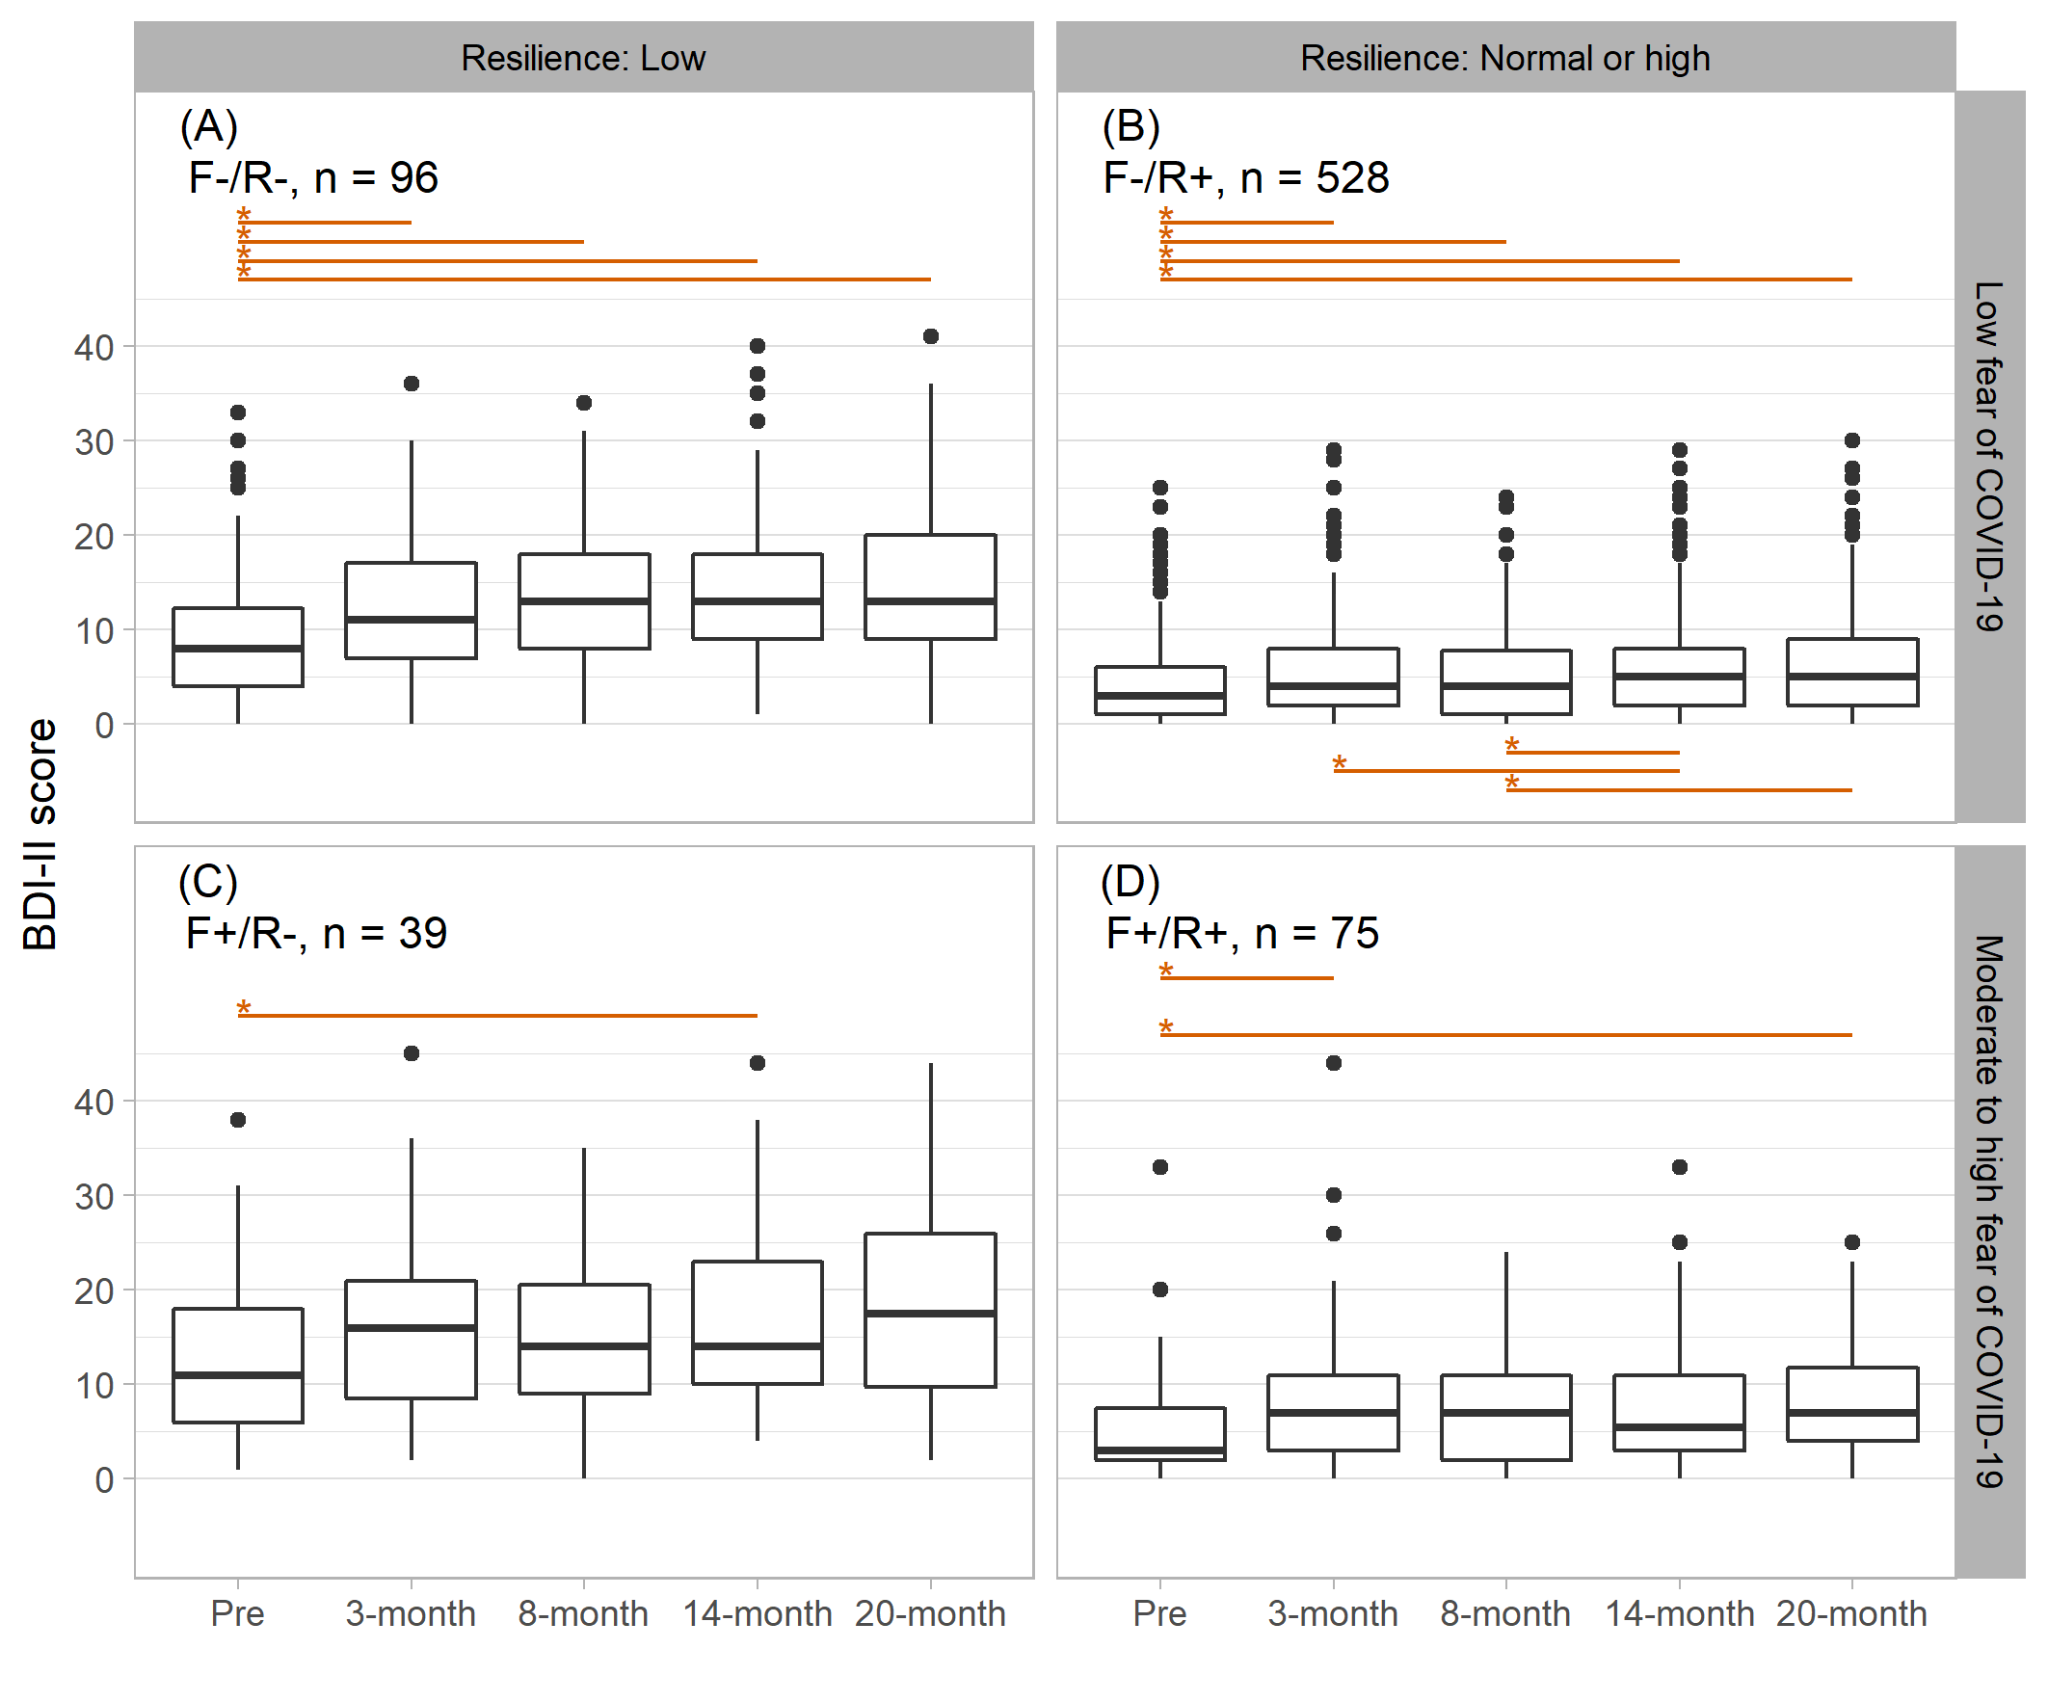 Resilience: Low
Resilience: Normal or high
(A)
F-/R-, n = 96
*
*
*
*
40
30
20
10
0
(B)
F-/R+, n = 528
*
*
*
*
*
*
*
Low fear of COVID-19
BDI-II score
(C)
F+/R-, n = 39
*
40
30
20
10
0
(D)
F+/R+, n = 75
*
*
Moderate to high fear of COVID-19
Pre 3-month 8-month 14-month 20-month
Pre 3-month 8-month 14-month 20-month